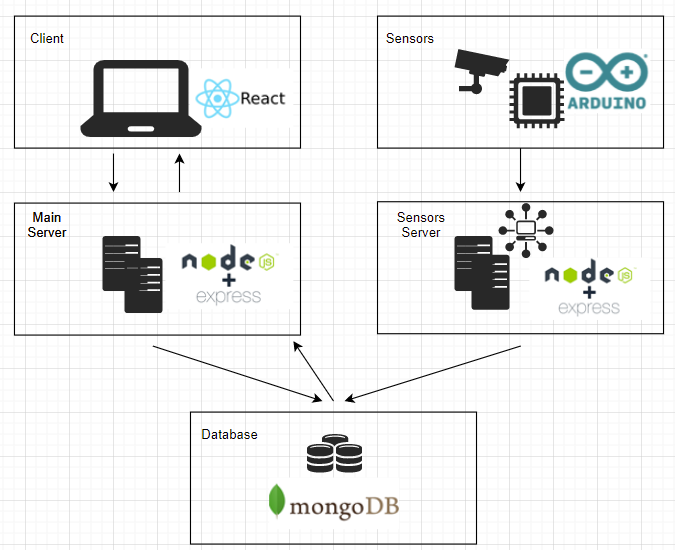 Client
React
Sensors
ARDUINO
Main
Server
node
JS
+
express
Sensors
Server
node
JS
+
express
Database
mongoDB